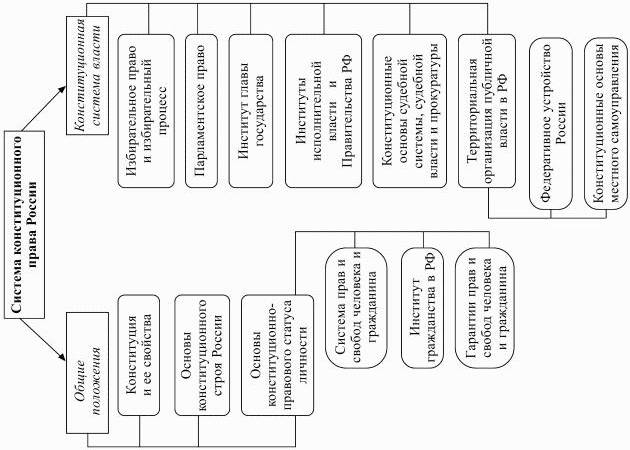 Система конституционного
права России
Общие
положения
Конституция
и ее свойства
Основы
конституционного
строя России
Основы
конституционно-
правового статуса
личности
Система прав и
свобод человека и
гражданина
Институт
гражданства в РФ
Гарантии прав и
свобод человека
и гражданина
Конституционная
система власти
Избирательное право
и избирательный
процесс
Парламентское право
Институт главы
государства
Институты
исполнительной
власти и
Правительства РФ
Конституционные
основы судебной
системы, судебной
власти и прокуратуры
Территориальная
организация публичной
власти в РФ
Федеративное устройство
России
Конституционные основы
местного самоуправления